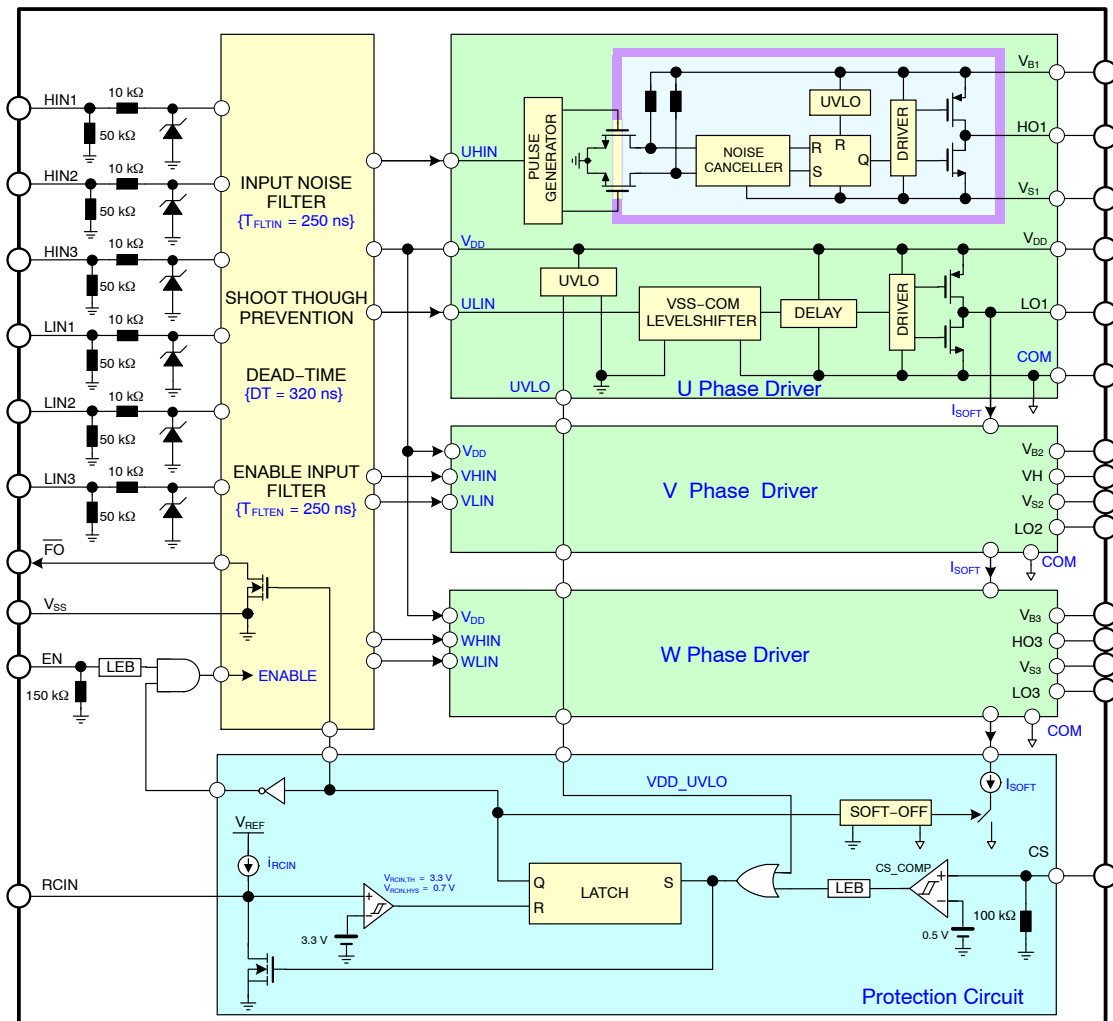 HIN1
10 kΩ
50 kΩ
HIN2
10 kΩ
50 kΩ
HIN3
10 kΩ
50 kΩ
LIN1
10 kΩ
50 kΩ
LIN2
10 kΩ
50 kΩ
LIN3
10 kΩ
50 kΩ
FO
VSS
EN
LEB
150 kΩ
INPUT NOISE
FILTER
{TFLTIN = 250 ns}
SHOOT THOUGH
PREVENTION
DEAD−TIME
{DT = 320 ns}
ENABLE INPUT
FILTER
{TFLTEN = 250 ns}
ENABLE
UHIN
PULSE
GENERATOR
NOISE
CANCELLER
UVLO
R
R
S
Q
DRIVER
VB1
HO1
VS1
VDD
VDD
UVLO
ULIN
VSS−COM
LEVELSHIFTER
DELAY
DRIVER
LO1
COM
UVLO
U Phase Driver
ISOFT
VDD
VHIN
VLIN
V Phase Driver
VB2
VH
VS2
LO2
COM
ISOFT
VDD
WHIN
WLIN
W Phase Driver
VB3
HO3
VS3
LO3
COM
VDD_UVLO
ISOFT
SOFT−OFF
VREF
iRCIN
RCIN
VRCIN,TH = 3.3 V
VRCIN,HYS = 0.7 V
+
−
3.3 V
Q
R
LATCH
S
LEB
CS_COMP
+
−
CS
100 kΩ
0.5 V
Protection Circuit